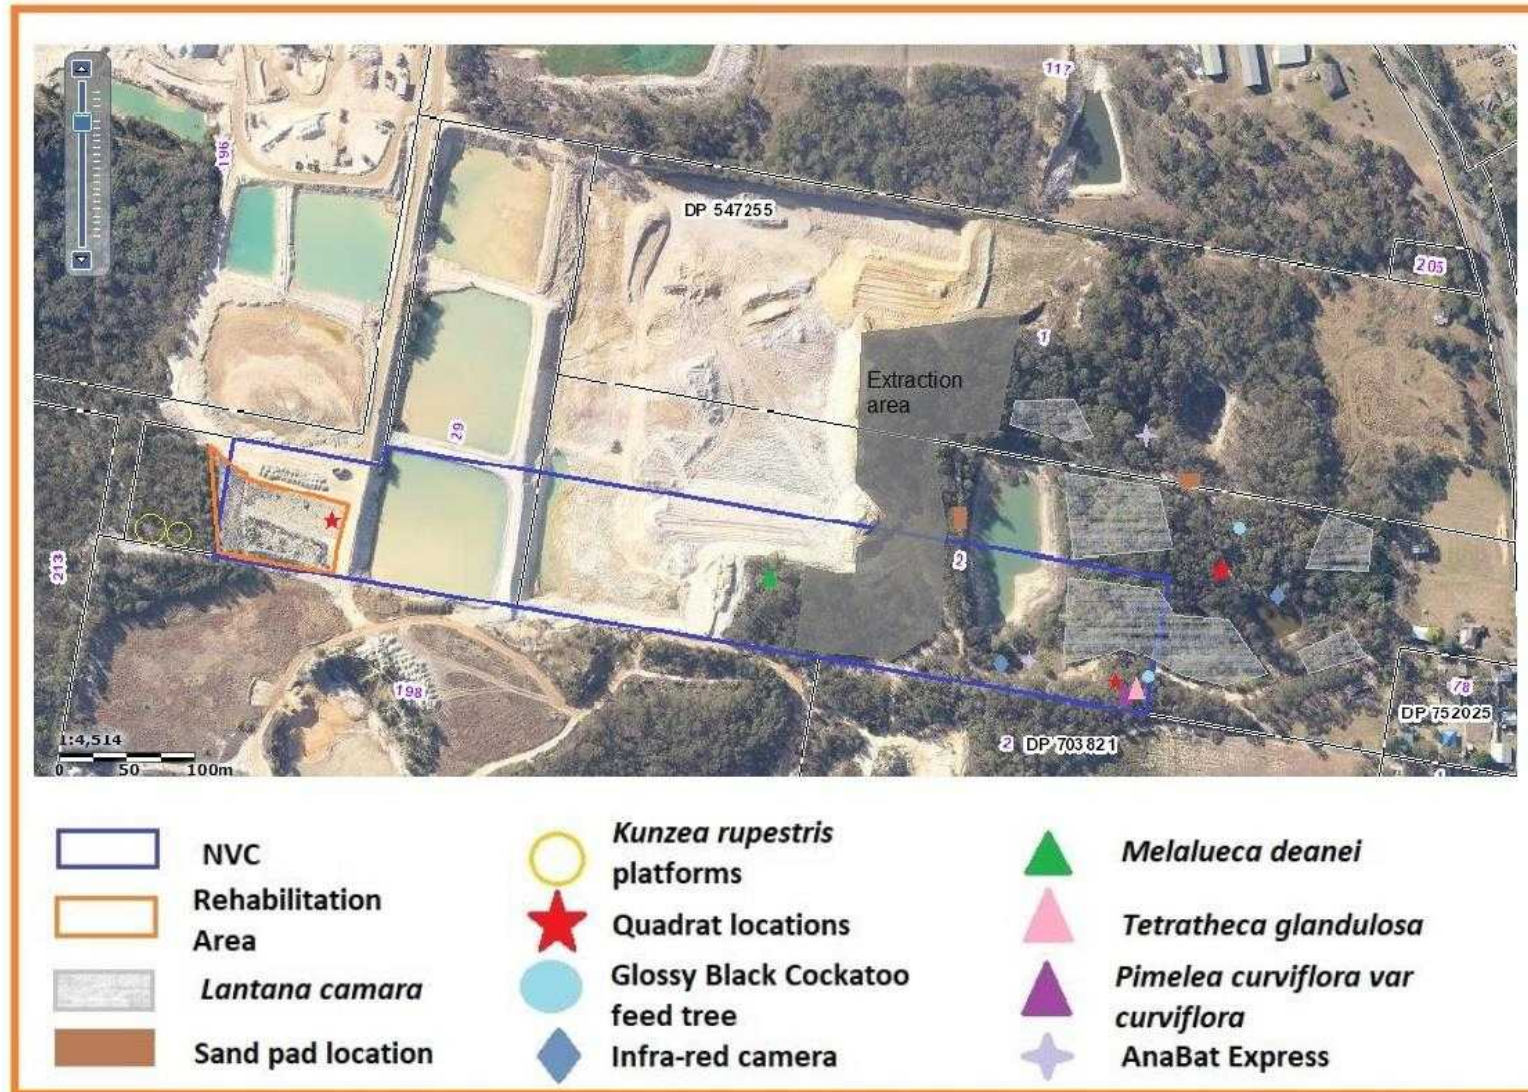 117
196
DP 547255
205
1
Extraction
area
29
2
213
198
78
DP 752025
2 DP 703821
1:4,514
0 50 100m
NVC
Rehabilitation
Area
Lantana camara
Sand pad location
Kunzea rupestris
platforms
Quadrat locations
Glossy Black Cockatoo
feed tree
Infra-red camera
Melalueca deanei
Tetratheca glandulosa
Pimelea curviflora var
curviflora
AnaBat Express